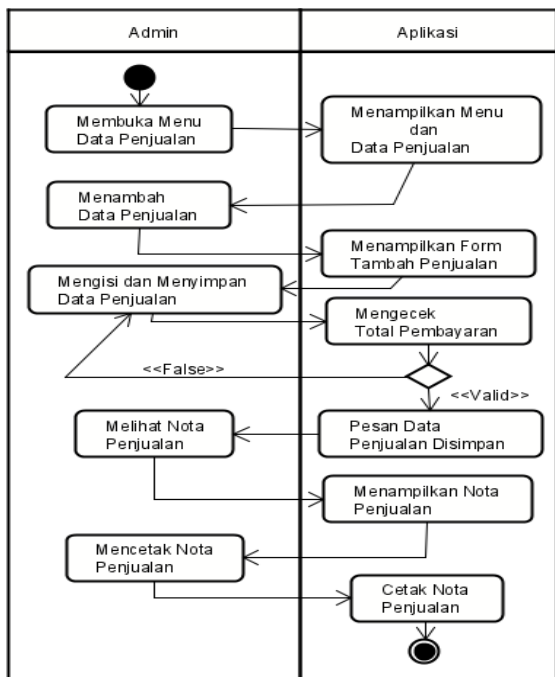 Admin
Aplikasi
Membuka Menu
Data Penjualan
Menampilkan Menu
dan
Data Penjualan
Menambah
Data Penjualan
Menampilkan Form
Tambah Penjualan
Mengisi dan Menyimpan
Data Penjualan
Mengecek
Total Pembayaran
<<False>>
<<Valid>>
Pesan Data
Penjualan Disimpan
Melihat Nota
Penjualan
Menampilkan Nota
Penjualan
Mencetak Nota
Penjualan
Cetak Nota
Penjualan